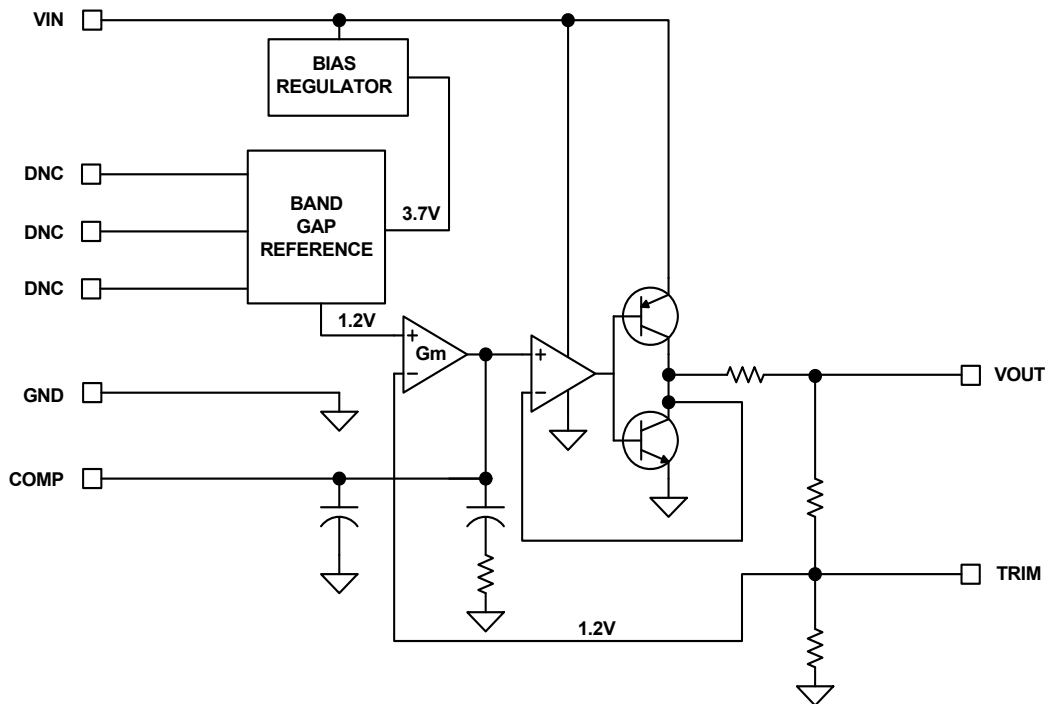 VIN
BIAS
REGULATOR
DNC
BAND
GAP
REFERENCE
3.7V
DNC
DNC
1.2V
+
Gm
−
+
−
GND
VOUT
COMP
TRIM
1.2V